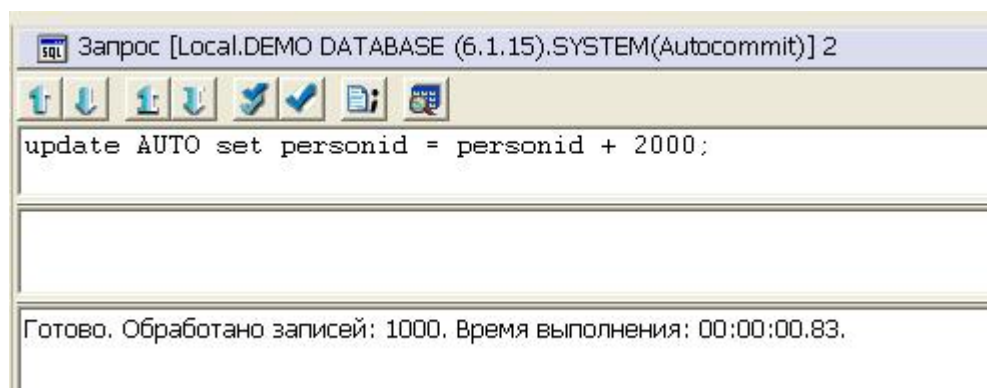 Запрос [Local.DEMO DATABASE (6.1.15).SYSTEM(Autocommit)] 2
update AUTO set personid = personid + 2000;
Готово. Обработано записей: 1000. Время выполнения: 00:00:00.83.